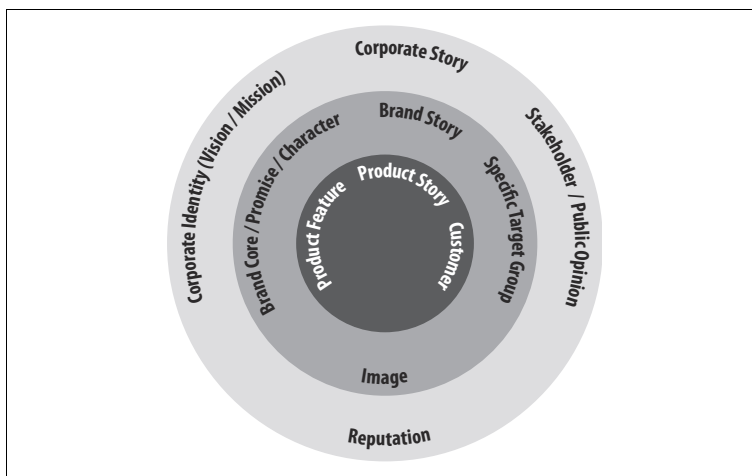 Corporate Story
Corporate Identity (Vision / Mission)
Stakeholder / Public Opinion
Brand Story
Brand Core / Promise / Character
Specific Target Group
Product Story
Product Feature
Customer
Image
Reputation